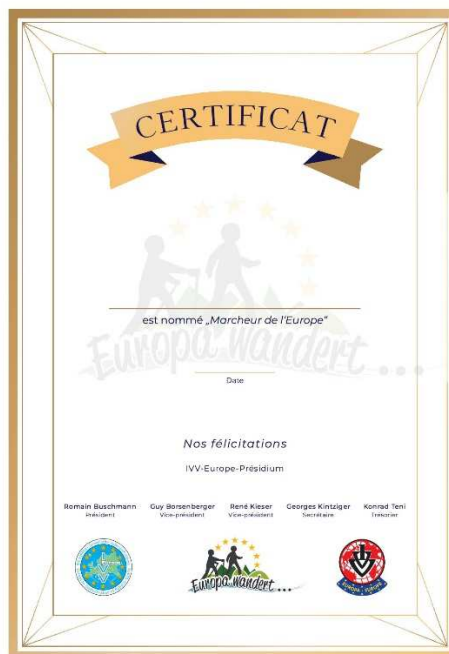 CERTIFICAT
est nommé „Marcheur de l'Europe“
Europa wandert ...
Date
Nos félicitations
IVV-Europe-Présidium
Romain Buschmann Guy Borsenberger René Kieser Georges Kintziger Konrad Teni
Président Vice-président Vice-président Secrétaire Trésorier
Europa wandert ...